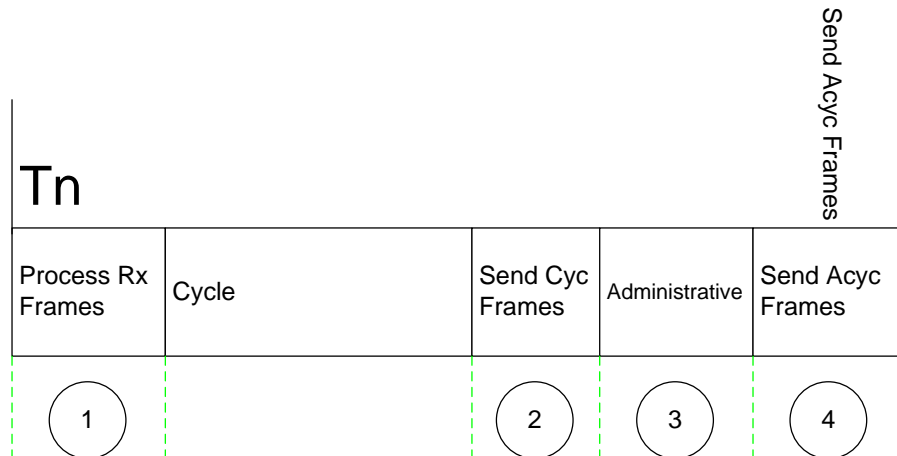 Send Acyc Frames
Tn
Process Rx
Frames
Cycle
Send Cyc
Frames
Administrative
Send Acyc
Frames
1
2
3
4